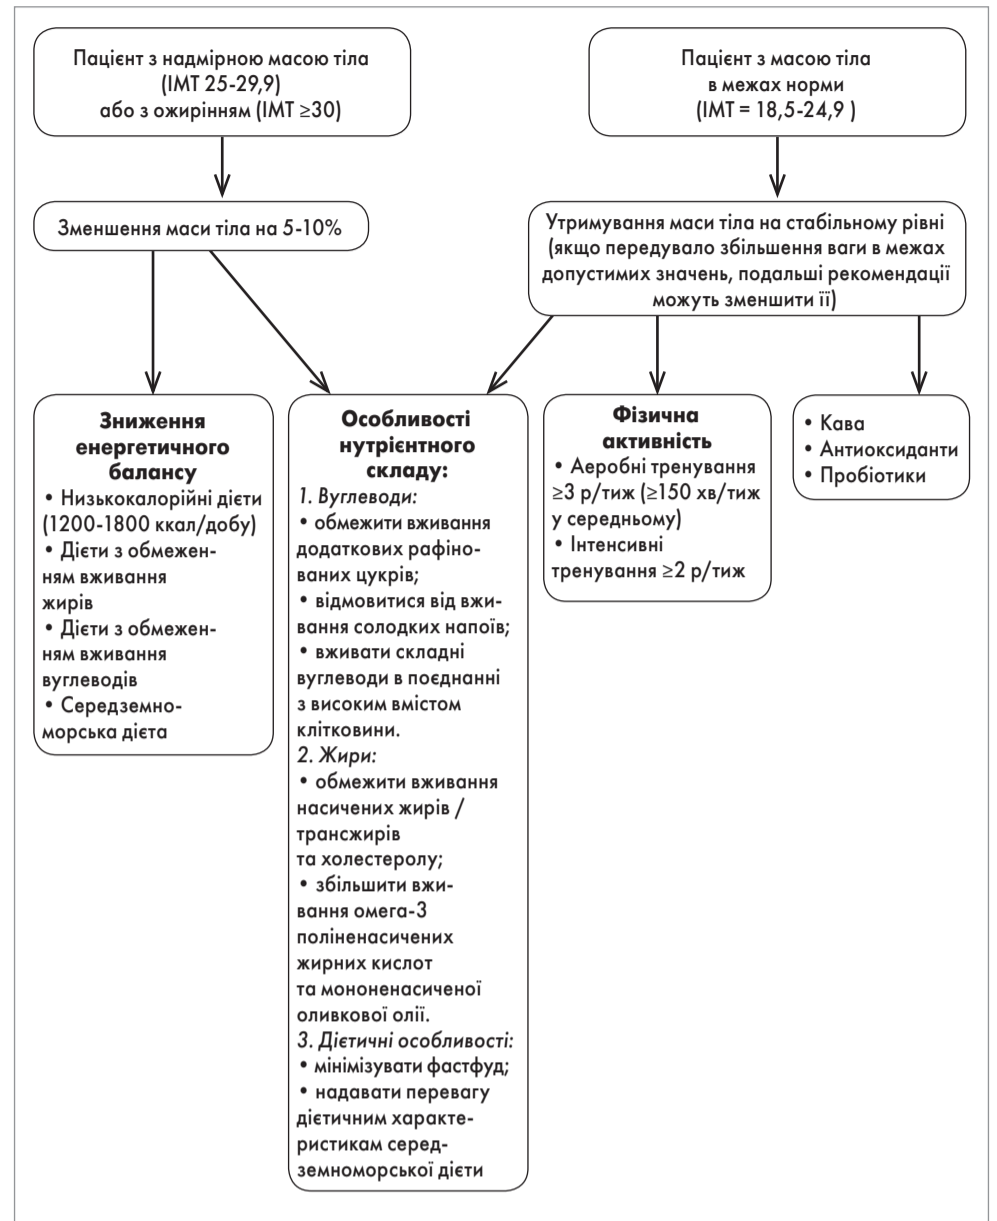 Пацієнт з надмірною масою тіла
(ІМТ 25-29,9)
або з ожирінням (ІМТ ≥30)
Пацієнт з масою тіла
в межах норми
(ІМТ = 18,5-24,9 )
Зменшення маси тіла на 5-10%
Утримування маси тіла на стабільному рівні
(якщо передувало збільшення ваги в межах
допустимих значень, подальші рекомендації
можуть зменшити її)
Зниження
енергетичного
балансу
• Низькокалорійні дієти
(1200-1800 ккал/добу)
• Дієти з обмежен-
ням вживання
жирів
• Дієти з обмежен-
ням вживання
вуглеводів
• Середземно-
морська дієта
Особливості
нутрієнтного
складу:
1. Вуглеводи:
• обмежити вживання
додаткових рафіно-
ваних цукрів;
• відмовитися від вжи-
вання солодких напоїв;
• вживати складні
вуглеводи в поєднанні
з високим вмістом
клітковини.
2. Жири:
• обмежити вживання
насичених жирів /
трансжирів
та холестеролу;
• збільшити вжи-
вання омега-3
поліненасичених
жирних кислот
та мононенасиченої
оливкової олії.
3. Дієтичні особливості:
• мінімізувати фастфуд;
• надавати перевагу
дієтичним характе-
ристикам серед-
земноморської дієти
Фізична
активність
• Аеробні тренування
≥3 р/тиж (≥150 хв/тиж
у середньому)
• Інтенсивні
тренування ≥2 р/тиж
• Кава
• Антиоксиданти
• Пробіотики